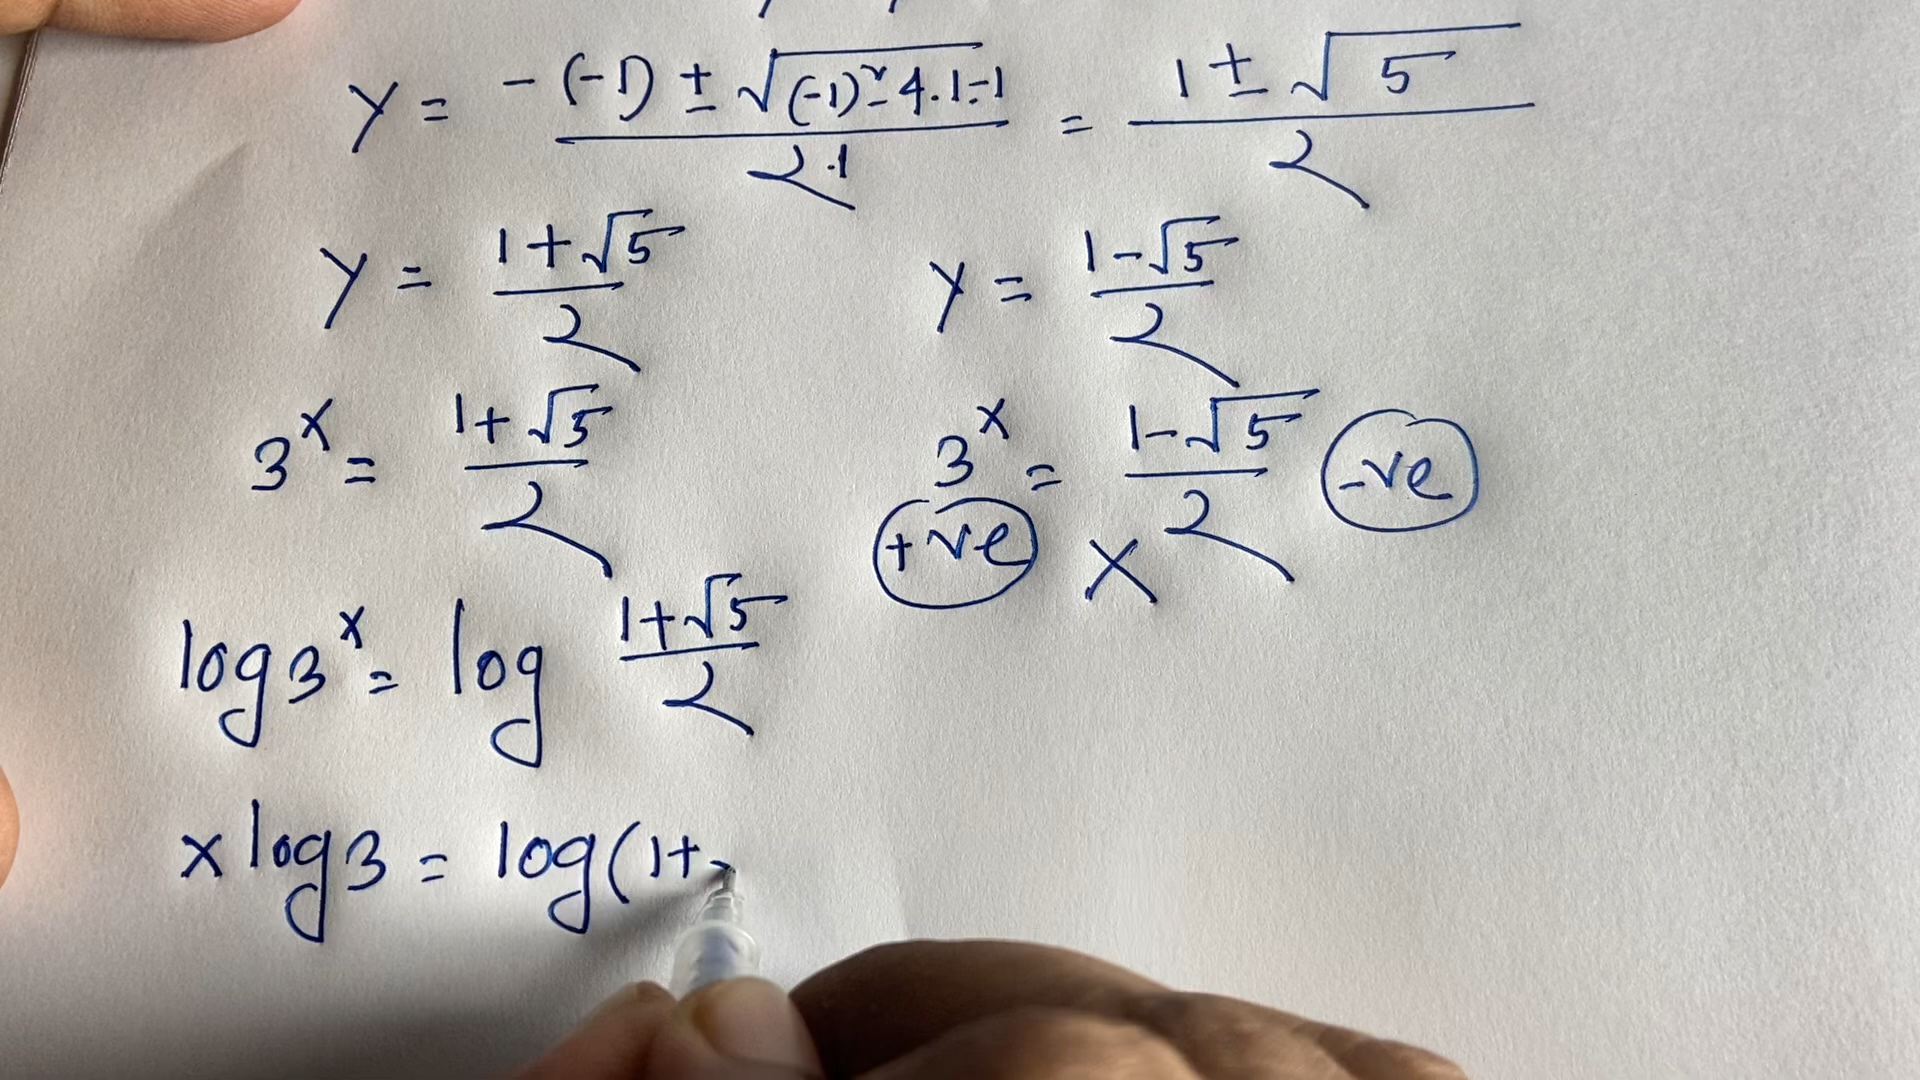 y = -(-1) ± √(-1)² - 4.1.-1 / 2.1 = 1 ± √5 / 2
y = 1+√5 / 2   y = 1-√5 / 2
3^x = 1+√5 / 2   3^x = 1-√5 / 2 -ve
+ve ×
log 3^x = log 1+√5 / 2
x log 3 = log(1+